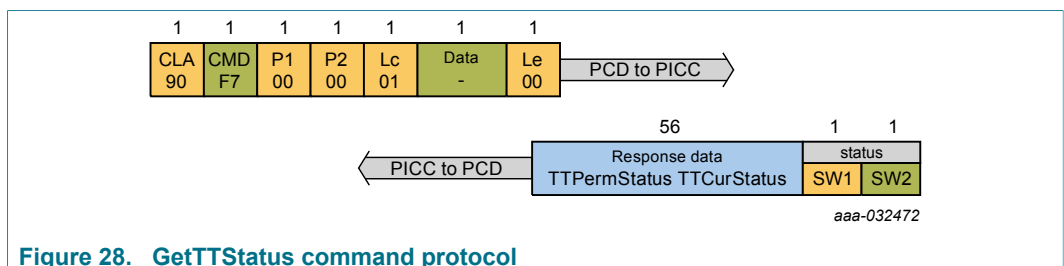 1 1 1 1 1 1 1
CLA CMD P1 P2 Lc Data Le
90 F7 00 00 01 - 00
PCD to PICC
56 1 1
Response data status
PICC to PCD
TTPermStatus TTCurStatus SW1 SW2
aaa-032472
Figure 28. GetTTStatus command protocol